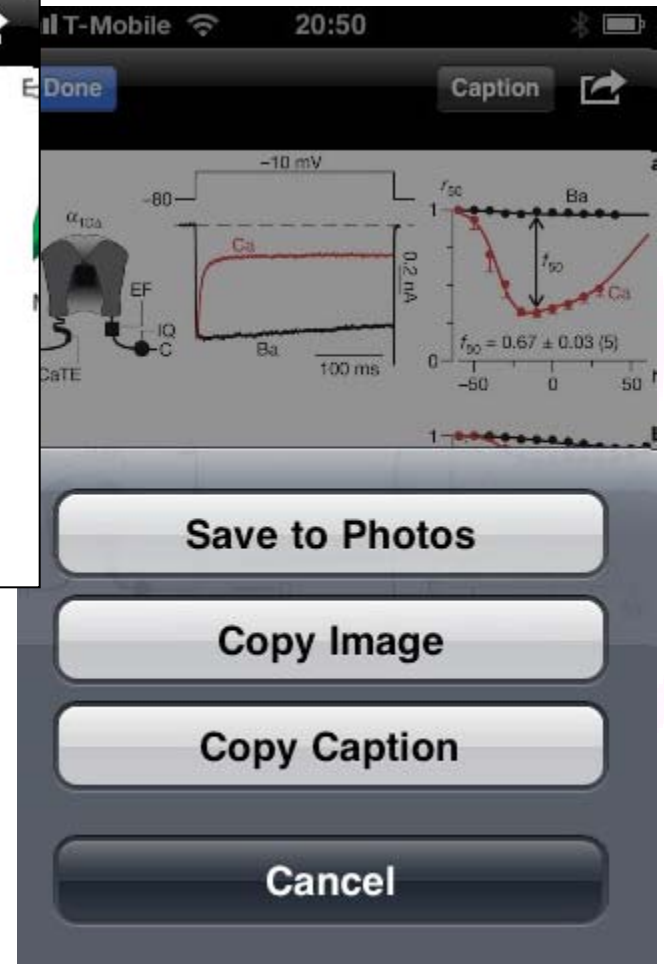 T-Mobile 20:50
Done Caption
-10 mV
-80
α1Cα
EF
IQ
C
CaTE
Ca
Ba
0.2 nA
100 ms
f50
1
Ba
f50
Ca
f50 = 0.67 ± 0.03 (5)
0
-50 0 50
1
Save to Photos
Copy Image
Copy Caption
Cancel